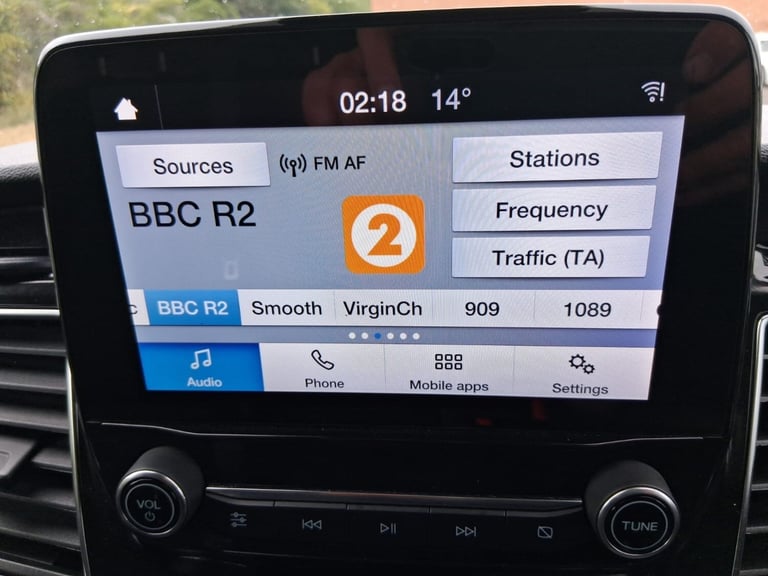 02:18 14°
Sources FM AF Stations
BBC R2 2 Frequency
Traffic (TA)
c BBC R2 Smooth VirginCh 909 1089
Audio Phone Mobile apps Settings
VOL TUNE